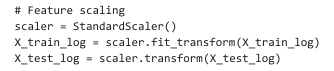 # Feature scaling
scaler = StandardScaler()
X_train_log = scaler.fit_transform(X_train_log)
X_test_log = scaler.transform(X_test_log)